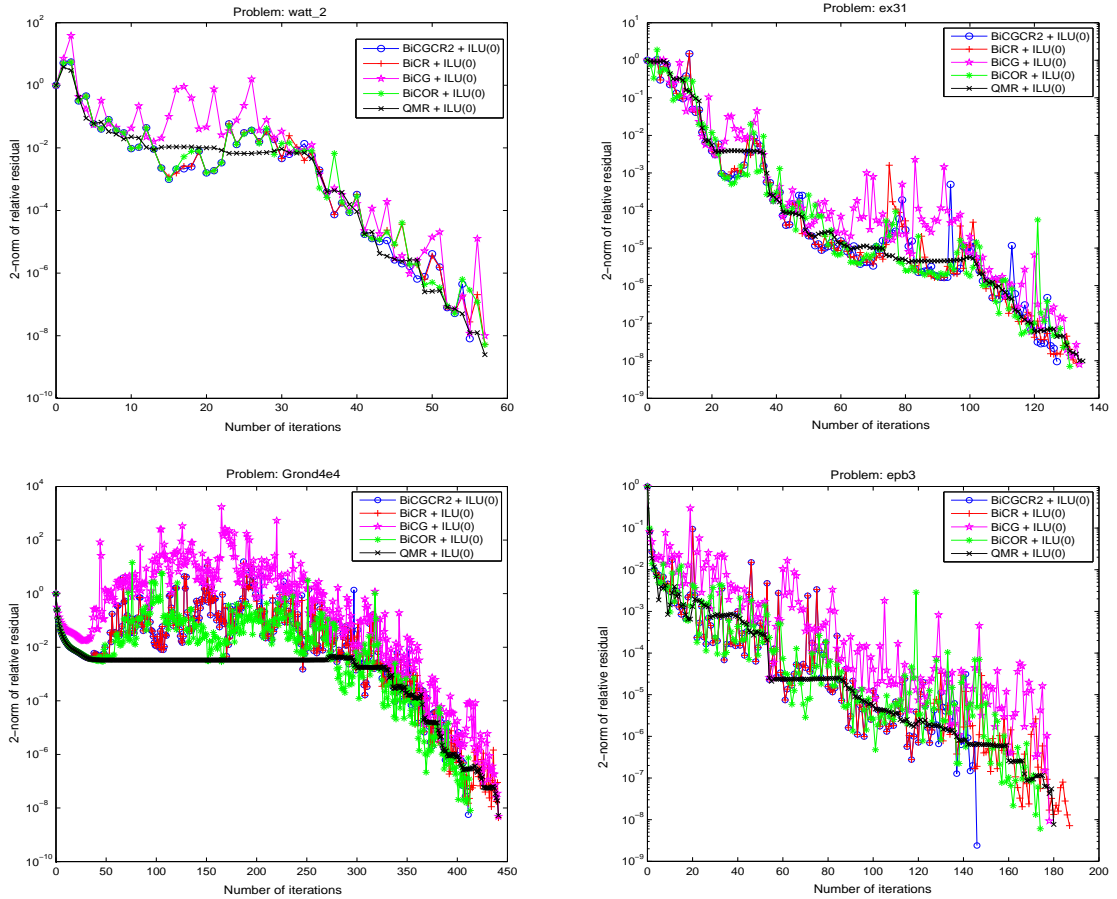 Problem: watt_2
2−norm of relative residual
10^2
10^0
10^−2
10^−4
10^−6
10^−8
10^−10
BiCGCR2 + ILU(0)
BiCR + ILU(0)
BiCG + ILU(0)
BiCOR + ILU(0)
QMR + ILU(0)
0 10 20 30 40 50 60
Number of iterations
Problem: ex31
2−norm of relative residual
10^1
10^0
10^−1
10^−2
10^−3
10^−4
10^−5
10^−6
10^−7
10^−8
10^−9
BiCGCR2 + ILU(0)
BiCR + ILU(0)
BiCG + ILU(0)
BiCOR + ILU(0)
QMR + ILU(0)
0 20 40 60 80 100 120 140
Number of iterations
Problem: Grond4e4
2−norm of relative residual
10^4
10^2
10^0
10^−2
10^−4
10^−6
10^−8
10^−10
BiCGCR2 + ILU(0)
BiCR + ILU(0)
BiCG + ILU(0)
BiCOR + ILU(0)
QMR + ILU(0)
0 50 100 150 200 250 300 350 400 450
Number of iterations
Problem: epb3
2−norm of relative residual
10^0
10^−1
10^−2
10^−3
10^−4
10^−5
10^−6
10^−7
10^−8
10^−9
BiCGCR2 + ILU(0)
BiCR + ILU(0)
BiCG + ILU(0)
BiCOR + ILU(0)
QMR + ILU(0)
0 20 40 60 80 100 120 140 160 180 200
Number of iterations